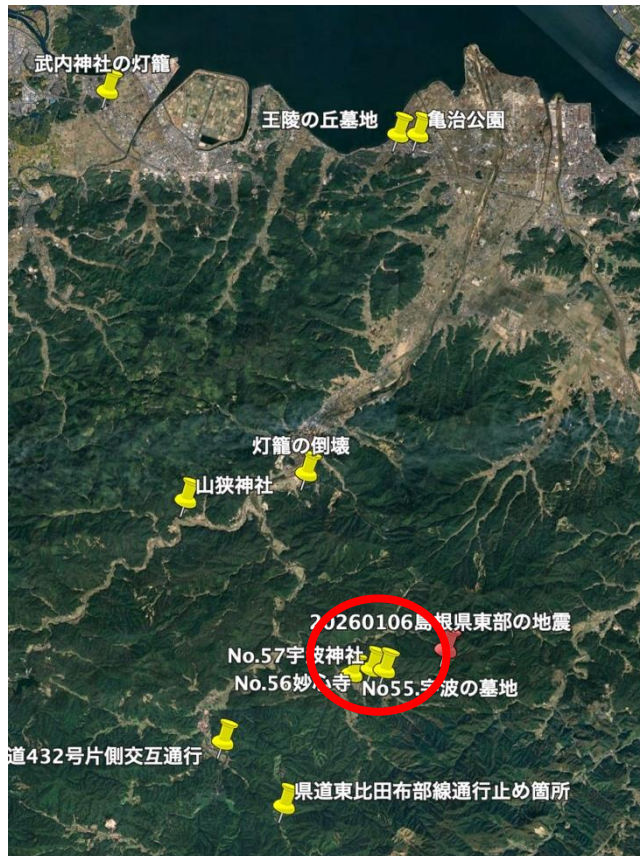 武内神社の灯籠
王陵の丘墓地
亀治公園
灯籠の倒壊
山狭神社
20260106島根県東部の地震
No.57宇波神社
No.56妙心寺
No55.宇波の墓地
道432号片側交互通行
県道東比田布部線通行止め箇所